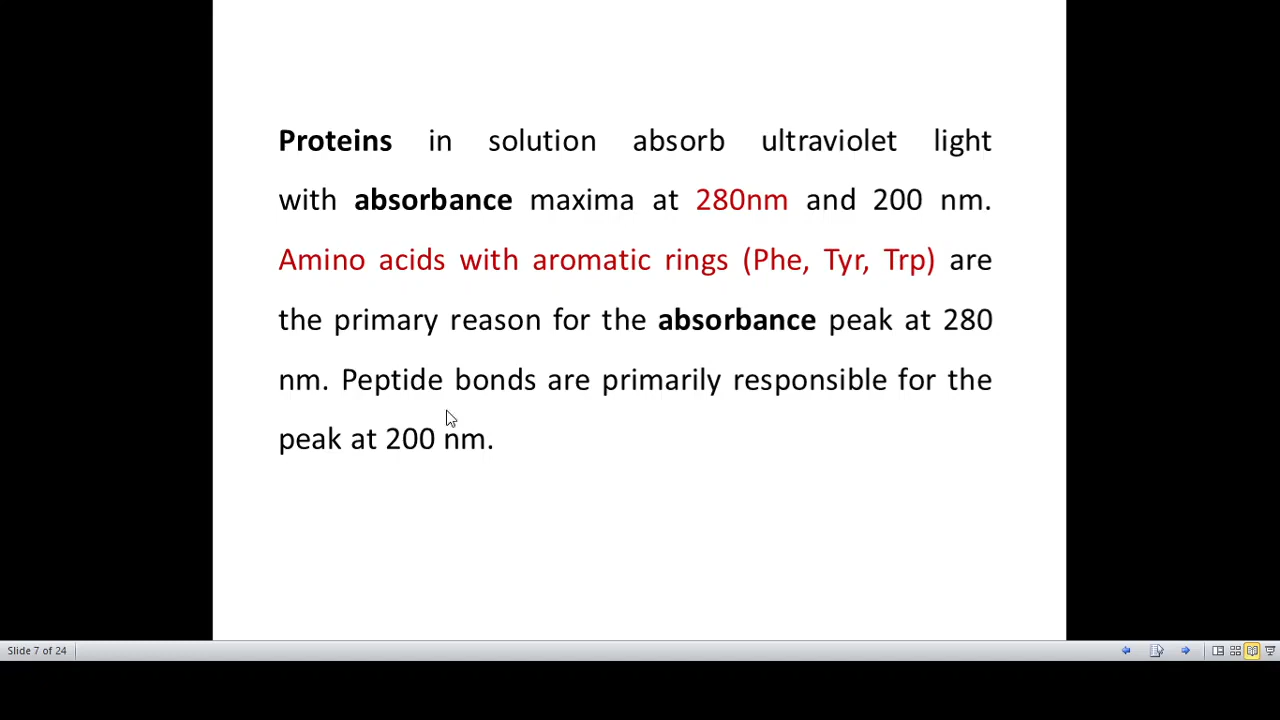 Proteins in solution absorb ultraviolet light
with absorbance maxima at 280nm and 200 nm.
Amino acids with aromatic rings (Phe, Tyr, Trp) are
the primary reason for the absorbance peak at 280
nm. Peptide bonds are primarily responsible for the
peak at 200 nm.
Slide 7 of 24